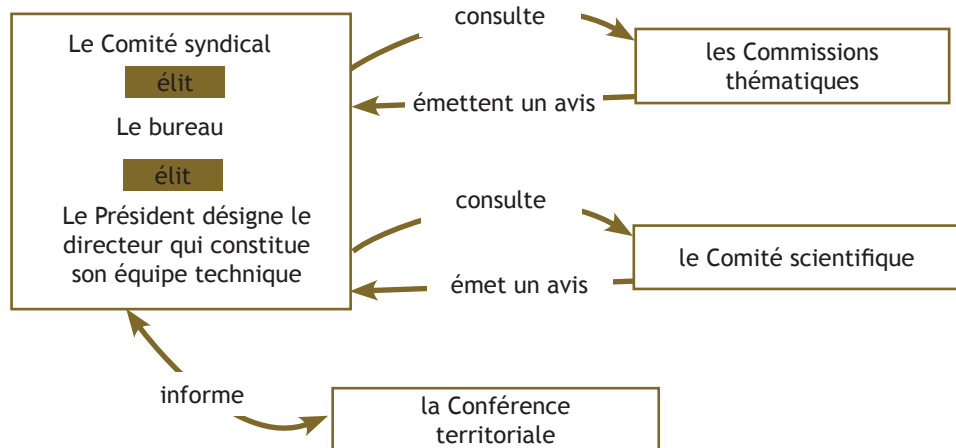 Le Comité syndical
élit
Le bureau
élit
Le Président désigne le
directeur qui constitue
son équipe technique
consulte
les Commissions
thématiques
émettent un avis
consulte
le Comité scientifique
émet un avis
informe
la Conférence
territoriale